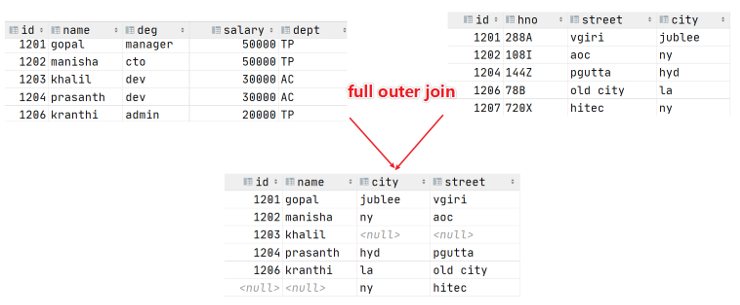 id name deg salary dept
1201 gopal manager 50000 TP
1202 manisha cto 50000 TP
1203 khalil dev 30000 AC
1204 prasanth dev 30000 AC
1206 kranthi admin 20000 TP
id hno street city
1201 288A vgiri jublee
1202 108I aoc ny
1204 144Z pgutta hyd
1206 78B old city la
1207 720X hitec ny
full outer join
id name city street
1201 gopal jublee vgiri
1202 manisha ny aoc
1203 khalil <null> <null>
1204 prasanth hyd pgutta
1206 kranthi la old city
<null> <null> ny hitec